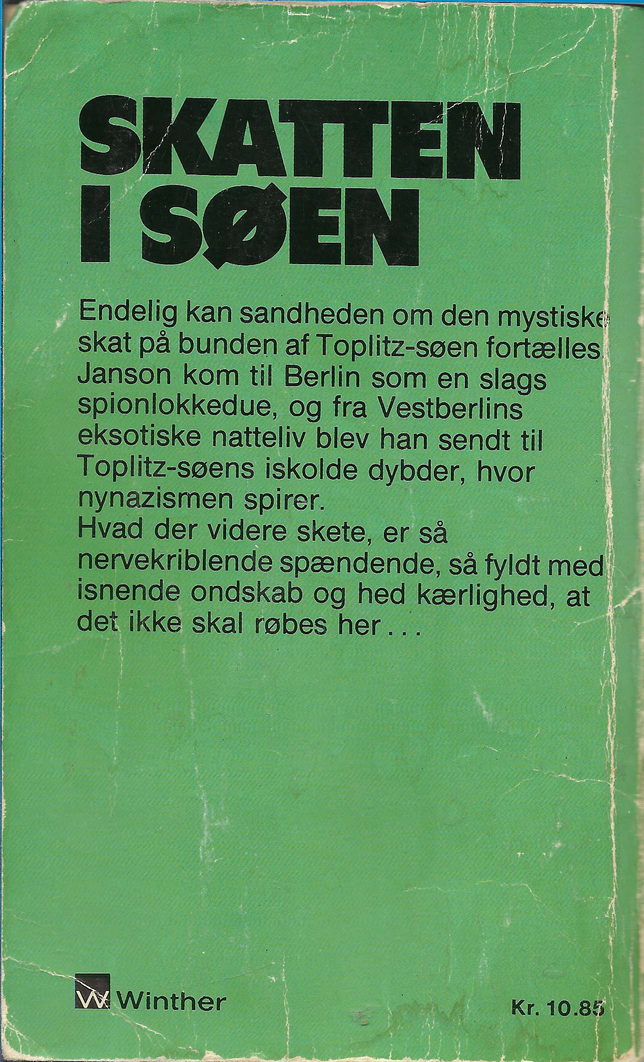 SKATTEN
I SØEN
Endelig kan sandheden om den mystiske
skat på bunden af Toplitz-søen fortælles.
Janson kom til Berlin som en slags
spionlokkedue, og fra Vestberlins
eksotiske natteliv blev han sendt til
Toplitz-søens iskolde dybder, hvor
nynazismen spirer.
Hvad der videre skete, er så
nervekriblende spændende, så fyldt med
isnende ondskab og hed kærlighed, at
det ikke skal røbes her...
W Winther
Kr. 10.85